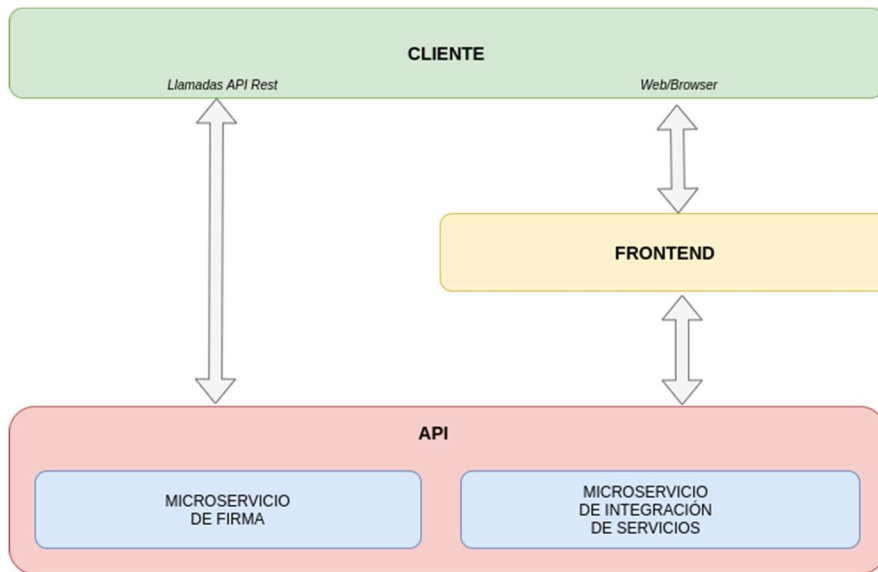 CLIENTE
Llamadas API Rest
Web/Browser
FRONTEND
API
MICROSERVICIO
DE FIRMA
MICROSERVICIO
DE INTEGRACIÓN
DE SERVICIOS